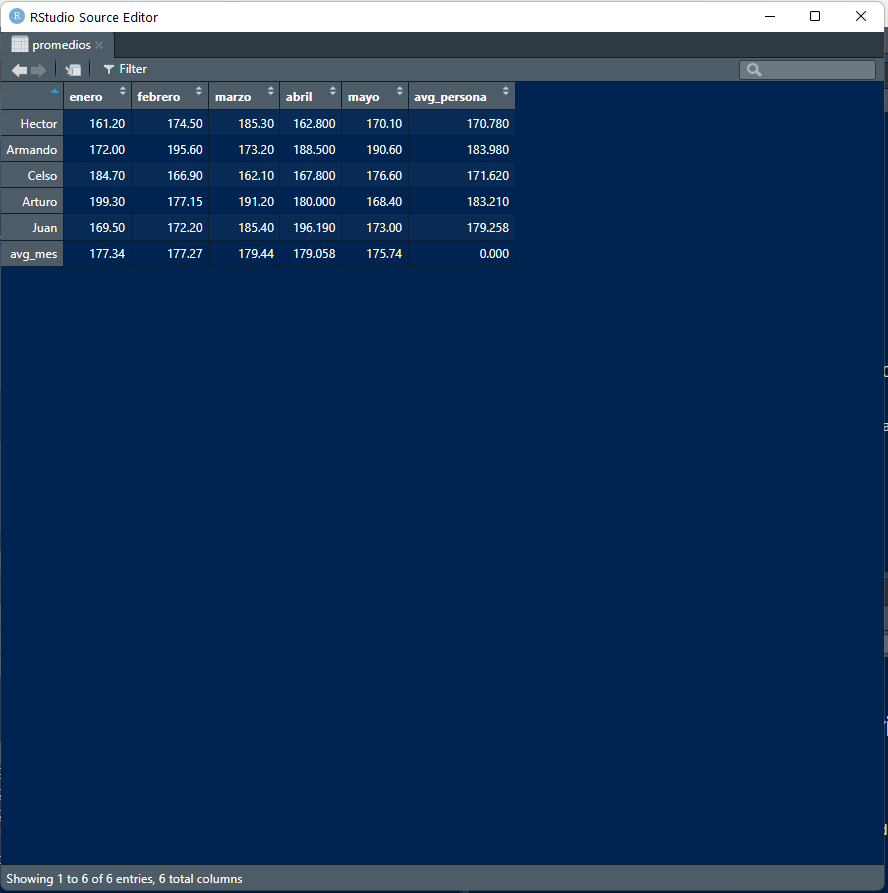 RStudio Source Editor
promedios
Filter
enero febrero marzo abril mayo avg_persona
Hector 161.20 174.50 185.30 162.800 170.10 170.780
Armando 172.00 195.60 173.20 188.500 190.60 183.980
Celso 184.70 166.90 162.10 167.800 176.60 171.620
Arturo 199.30 177.15 191.20 180.000 168.40 183.210
Juan 169.50 172.20 185.40 196.190 173.00 179.258
avg_mes 177.34 177.27 179.44 179.058 175.74 0.000
Showing 1 to 6 of 6 entries, 6 total columns